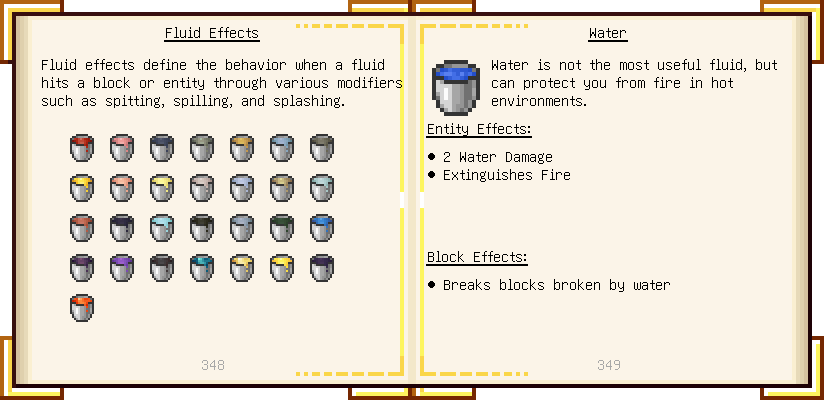 Fluid Effects
Fluid effects define the behavior when a fluid
hits a block or entity through various modifiers
such as spitting, spilling, and splashing.
348
Water
Water is not the most useful fluid, but
can protect you from fire in hot
environments.
Entity Effects:
● 2 Water Damage
● Extinguishes Fire
Block Effects:
● Breaks blocks broken by water
349